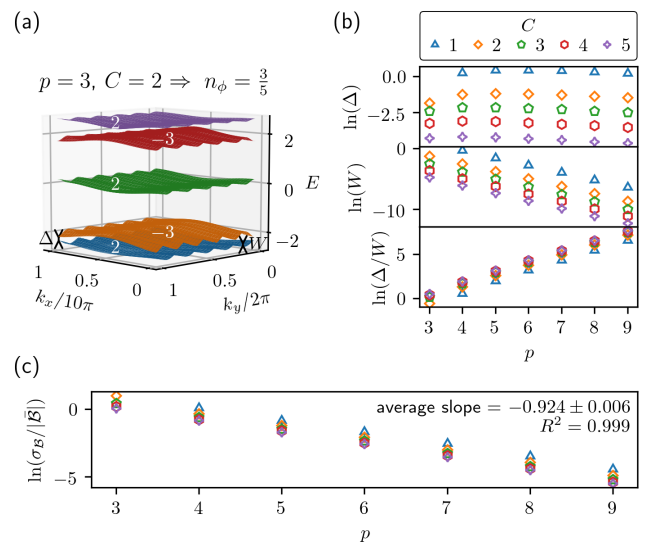 (a)
p = 3, C = 2 ⇒ n_ϕ = 3/5
2
−3
2
−3
2
Δ
W
2
0
−2
E
1
0.5
0
k_x/10π
1
0.5
0
k_y/2π
(b)
C
1 2 3 4 5
0.0
−2.5
ln(Δ)
0
−10
ln(W)
5
0
ln(Δ/W)
3 4 5 6 7 8 9
p
(c)
average slope = −0.924 ± 0.006
R² = 0.999
0
−5
ln(σ_ℬ/|ℬ̄|)
3 4 5 6 7 8 9
p